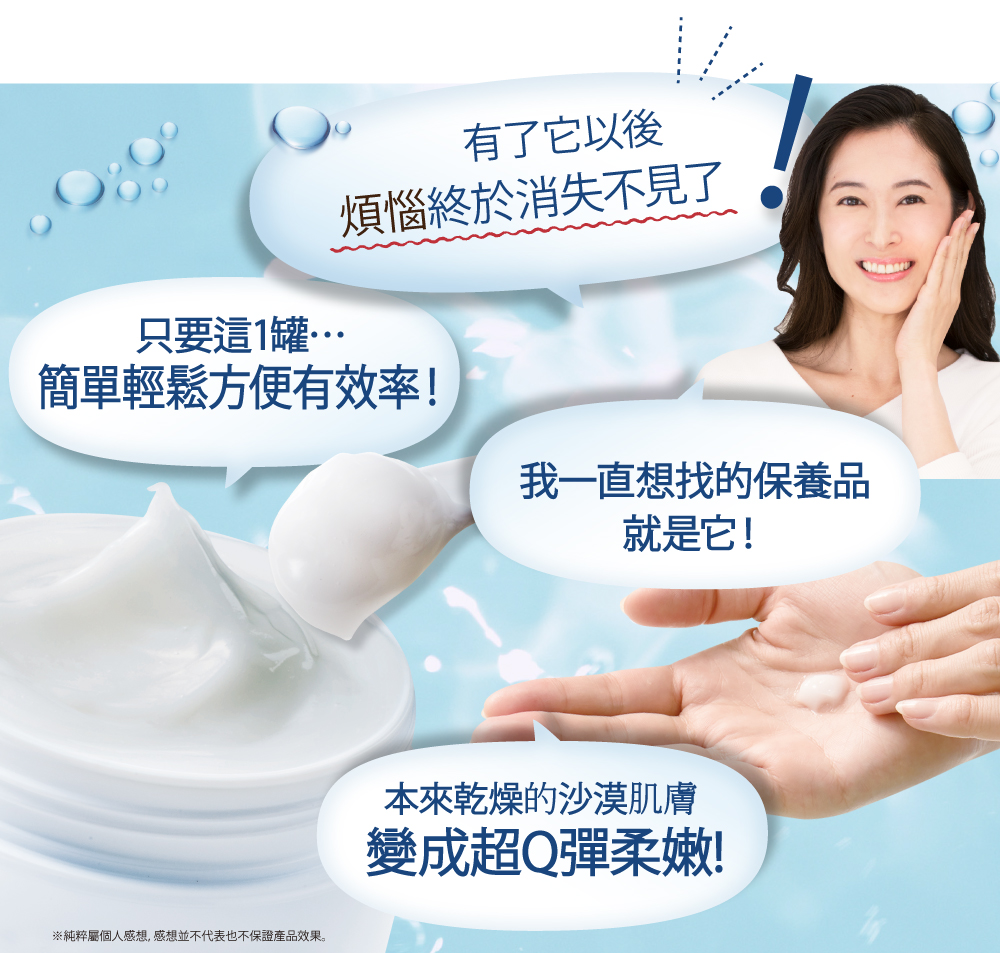 有了它以後
煩惱終於消失不見了!
只要這1罐…
簡單輕鬆方便有效率!
我一直想找的保養品
就是它!
本來乾燥的沙漠肌膚
變成超Q彈柔嫩!
※純粹屬個人感想, 感想並不代表也不保證產品效果。